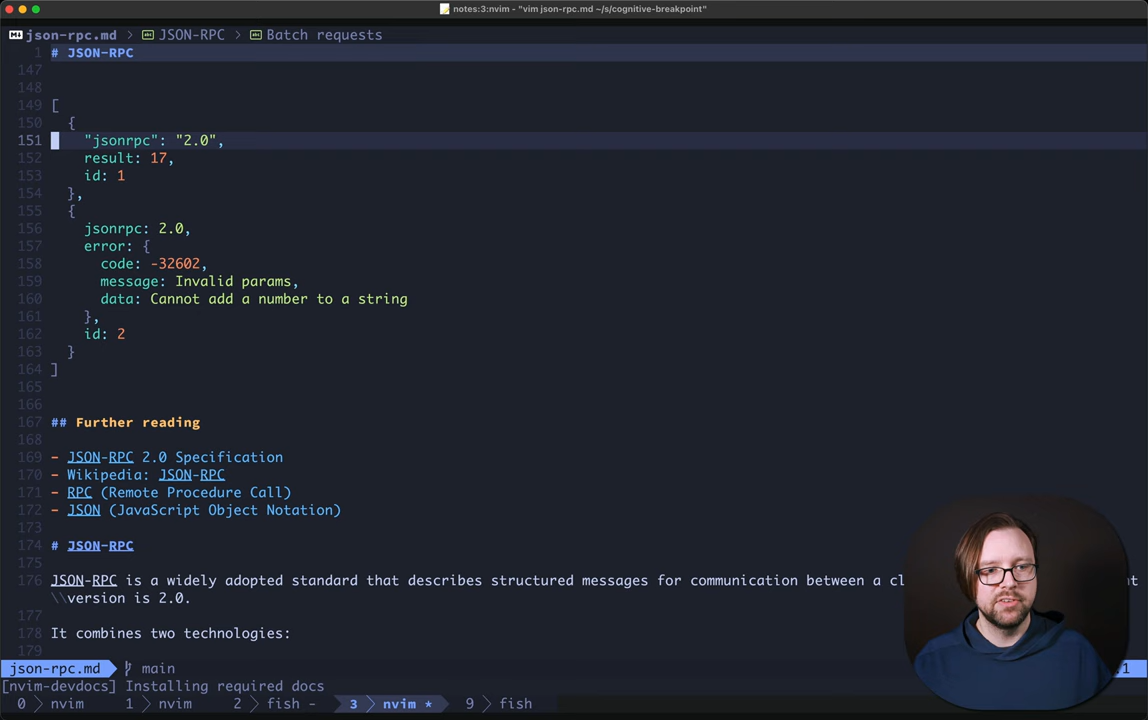 notes:3:nvim - "vim json-rpc.md ~/s/cognitive-breakpoint"
json-rpc.md > JSON-RPC > Batch requests
1 # JSON-RPC
147
148
149 [
150 {
151 "jsonrpc": "2.0",
152 result: 17,
153 id: 1
154 },
155 {
156 jsonrpc: 2.0,
157 error: {
158 code: -32602,
159 message: Invalid params,
160 data: Cannot add a number to a string
161 },
162 id: 2
163 }
164 ]
165
166
167 ## Further reading
168
169 - JSON-RPC 2.0 Specification
170 - Wikipedia: JSON-RPC
171 - RPC (Remote Procedure Call)
172 - JSON (JavaScript Object Notation)
173
174 # JSON-RPC
175
176 JSON-RPC is a widely adopted standard that describes structured messages for communication between a
\\version is 2.0.
177
178 It combines two technologies:
179
json-rpc.md main
[nvim-devdocs] Installing required docs
0 > nvim 1 > nvim 2 > fish - 3 > nvim * 9 > fish